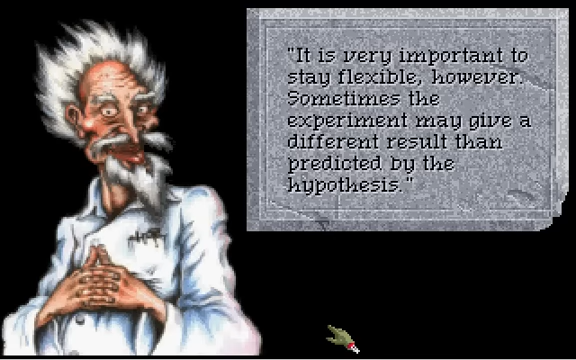 "It is very important to
stay flexible, however.
Sometimes the
experiment may give a
different result than
predicted by the
hypothesis."